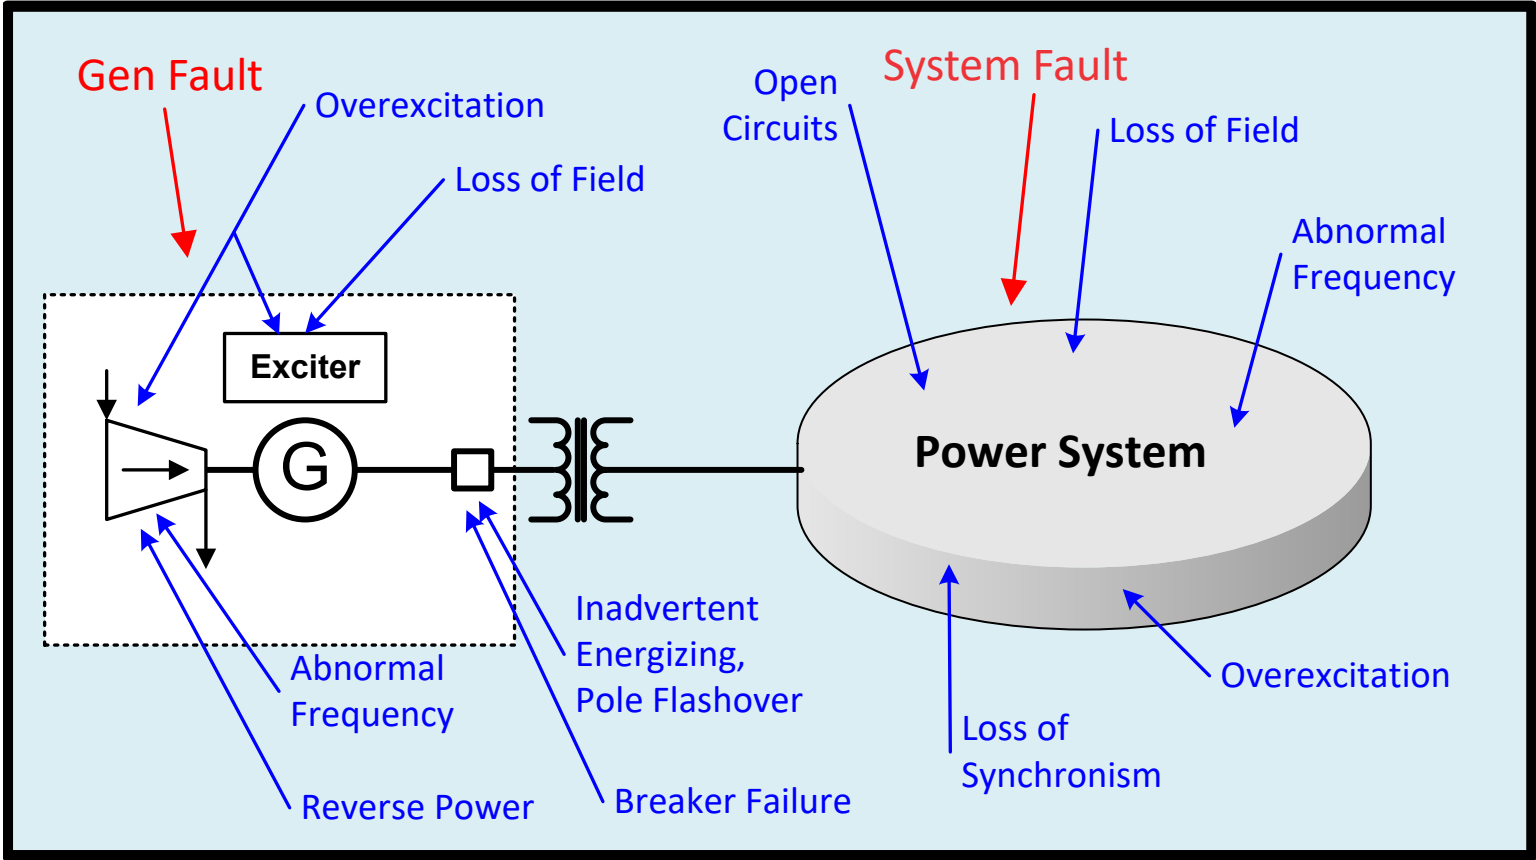 Gen Fault
Overexcitation
Loss of Field
Open
Circuits
System Fault
Loss of Field
Abnormal
Frequency
Exciter
G
Power System
Inadvertent
Energizing,
Pole Flashover
Abnormal
Frequency
Reverse Power
Breaker Failure
Loss of
Synchronism
Overexcitation